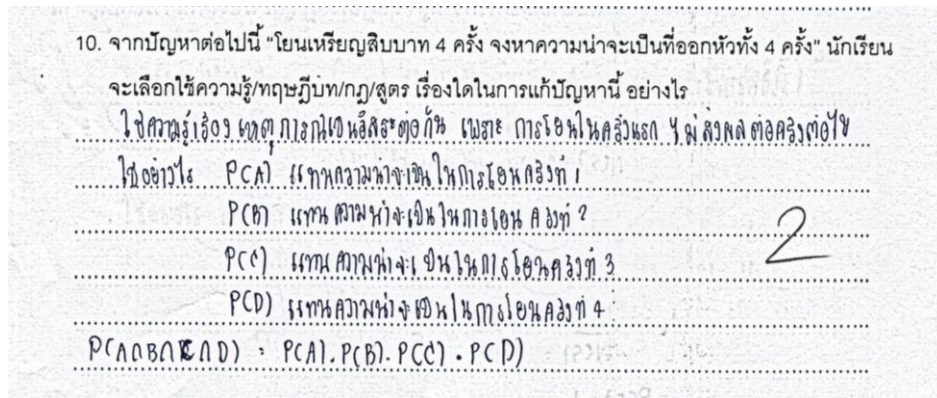 10. จากปัญหาต่อไปนี้ “โยนเหรียญสิบบาท 4 ครั้ง จงหาความน่าจะเป็นที่ออกหัวทั้ง 4 ครั้ง” นักเรียน
จะเลือกใช้ความรู้/ทฤษฎีบท/กฎ/สูตร เรื่องใดในการแก้ปัญหานี้ อย่างไร
ใช้ความรู้เรื่อง เหตุการณ์เป็นอิสระต่อกัน เพราะ การโยนในครั้งแรก ไม่ส่งผลต่อครั้งต่อไป
ใช้อย่างไร P(A) แทนความน่าจะเป็นในการโยนครั้งที่ 1
P(B) แทนความน่าจะเป็นในการโยน ครั้งที่ 2
2
P(C) แทน ความน่าจะเป็นในการโยนครั้งที่ 3
P(D) แทนความน่าจะเป็นในการโยนครั้งที่ 4
P(A∩B∩C∩D) = P(A).P(B).P(C).P(D)